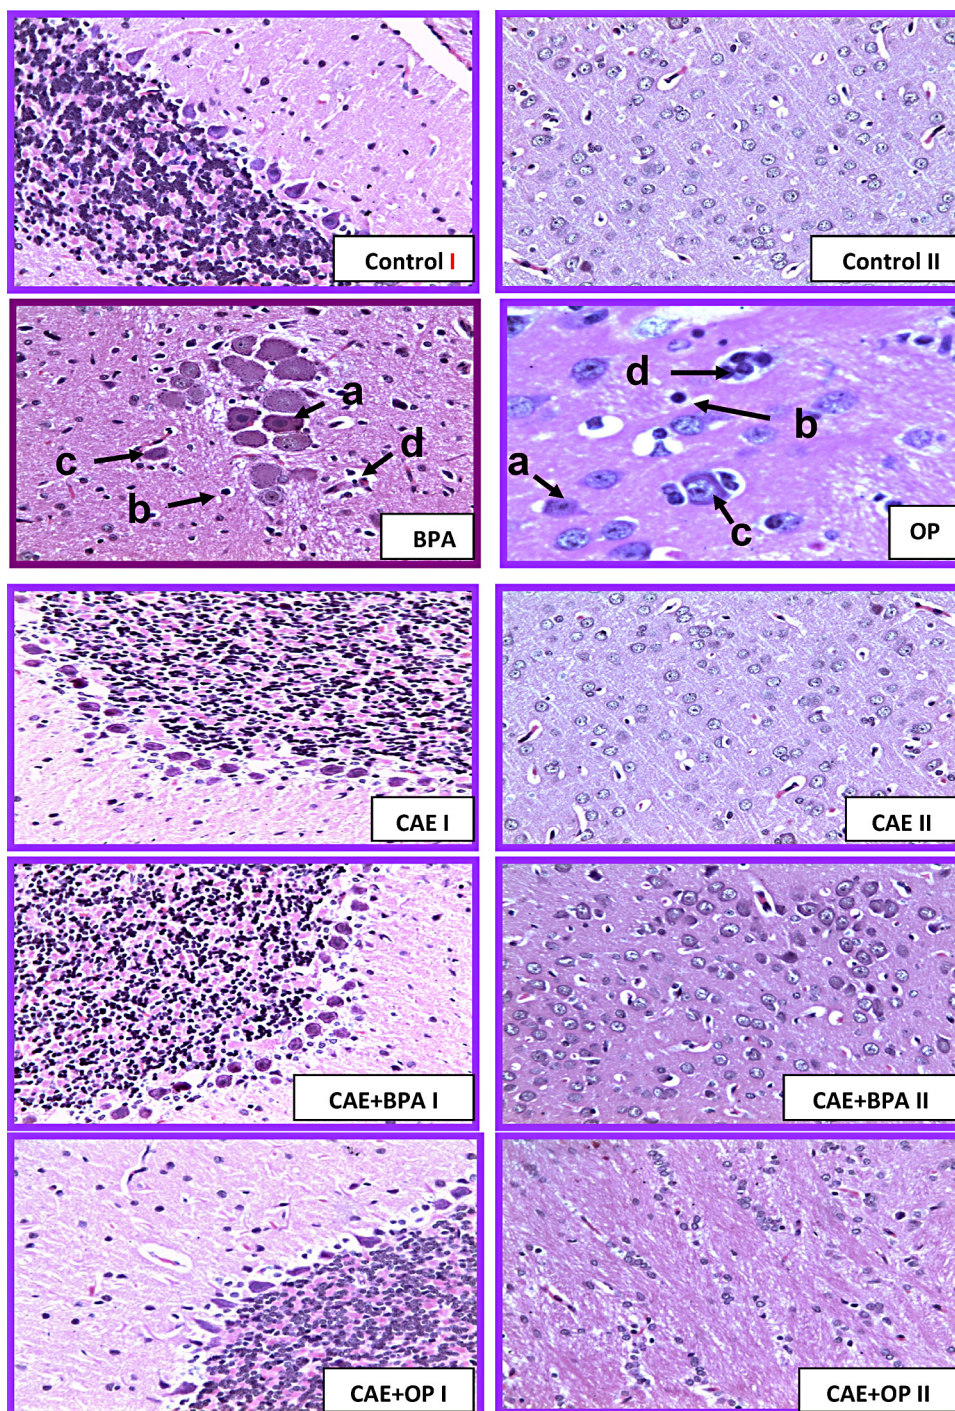 Control I
Control II
a
c
d
b
BPA
d
b
a
c
OP
CAE I
CAE II
CAE+BPA I
CAE+BPA II
CAE+OP I
CAE+OP II